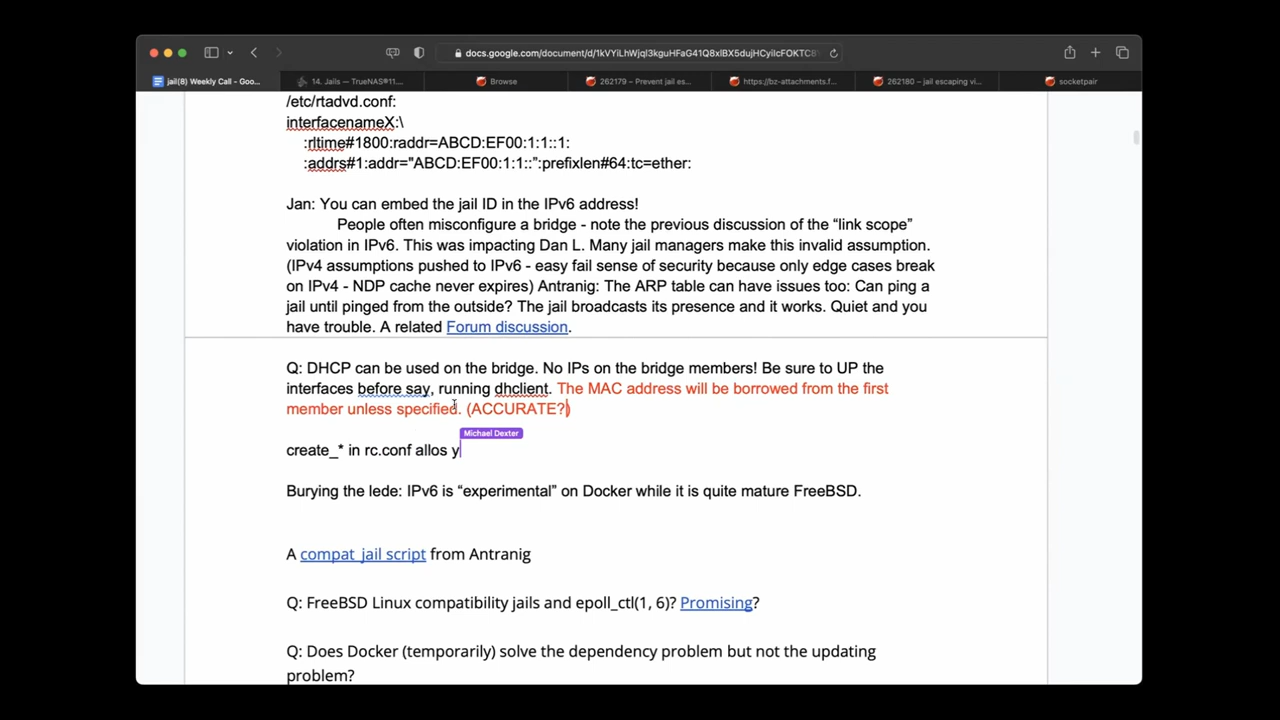 docs.google.com/document/d/1kVYiLhWjql3kguHFaG41Q8xlBX5dujHCyiIcFOKTC8
jail(8) Weekly Call - Goo...
14. Jails — TrueNAS®11...
Browse
262179 – Prevent jail es...
https://bz-attachments.f...
262180 – jail escaping vi...
socketpair
/etc/rtadvd.conf:
interfacenameX:\
:rltime#1800:raddr=ABCD:EF00:1:1::1:
:addrs#1:addr="ABCD:EF00:1:1::":prefixlen#64:tc=ether:
Jan: You can embed the jail ID in the IPv6 address!
People often misconfigure a bridge - note the previous discussion of the “link scope”
violation in IPv6. This was impacting Dan L. Many jail managers make this invalid assumption.
(IPv4 assumptions pushed to IPv6 - easy fail sense of security because only edge cases break
on IPv4 - NDP cache never expires) Antranig: The ARP table can have issues too: Can ping a
jail until pinged from the outside? The jail broadcasts its presence and it works. Quiet and you
have trouble. A related Forum discussion.
Q: DHCP can be used on the bridge. No IPs on the bridge members! Be sure to UP the
interfaces before say, running dhclient. The MAC address will be borrowed from the first
member unless specified. (ACCURATE?)
Michael Dexter
create_* in rc.conf allos y
Burying the lede: IPv6 is “experimental” on Docker while it is quite mature FreeBSD.
A compat_jail script from Antranig
Q: FreeBSD Linux compatibility jails and epoll_ctl(1, 6)? Promising?
Q: Does Docker (temporarily) solve the dependency problem but not the updating
problem?